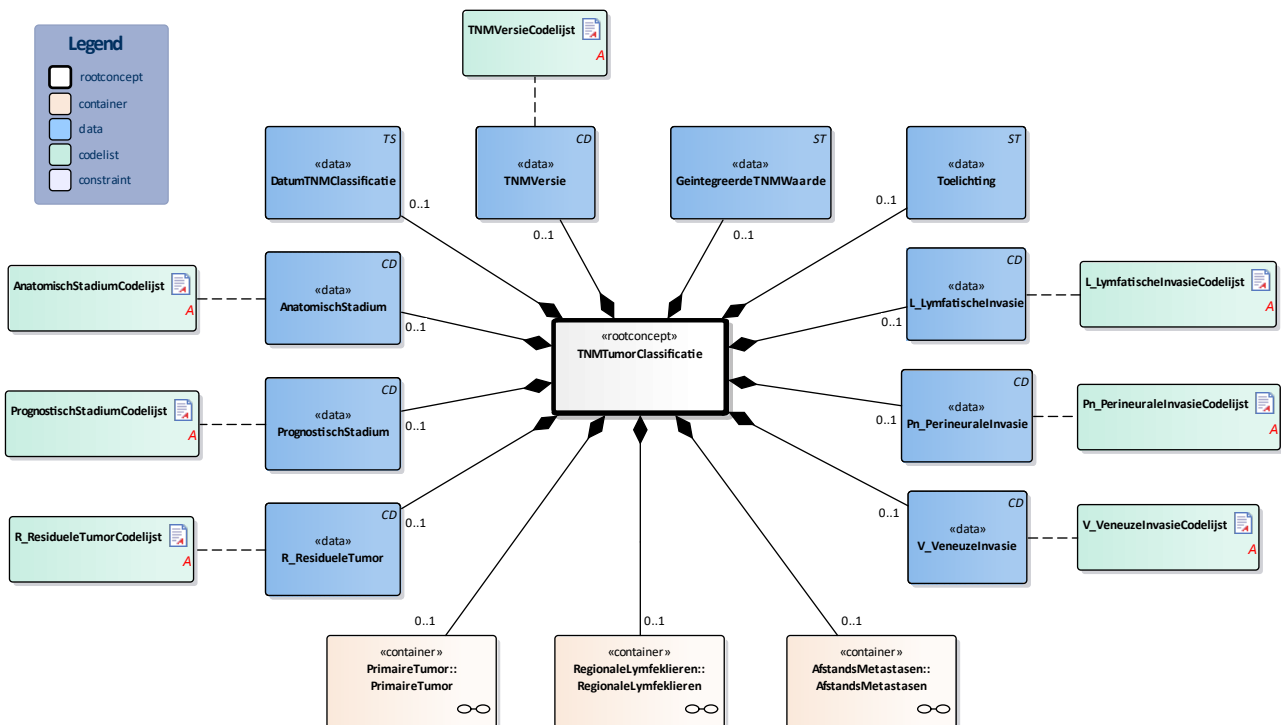 Legend
rootconcept
container
data
codelist
constraint
TNMVersieCodelijst
A
TS
«data»
DatumTNMClassificatie
0..1
CD
«data»
TNMVersie
0..1
ST
«data»
GeintegreerdeTNMWaarde
0..1
ST
«data»
Toelichting
0..1
AnatomischStadiumCodelijst
A
CD
«data»
AnatomischStadium
0..1
«rootconcept»
TNMTumorClassificatie
CD
«data»
L_LymfatischeInvasie
0..1
L_LymfatischeInvasieCodelijst
A
PrognostischStadiumCodelijst
A
CD
«data»
PrognostischStadium
0..1
CD
«data»
Pn_PerineuraleInvasie
0..1
Pn_PerineuraleInvasieCodelijst
A
R_ResidueleTumorCodelijst
A
CD
«data»
R_ResidueleTumor
0..1
CD
«data»
V_VeneuzeInvasie
0..1
V_VeneuzeInvasieCodelijst
A
0..1
«container»
PrimaireTumor::
PrimaireTumor
0..1
«container»
RegionaleLymfeklieren::
RegionaleLymfeklieren
0..1
«container»
AfstandsMetastasen::
AfstandsMetastasen